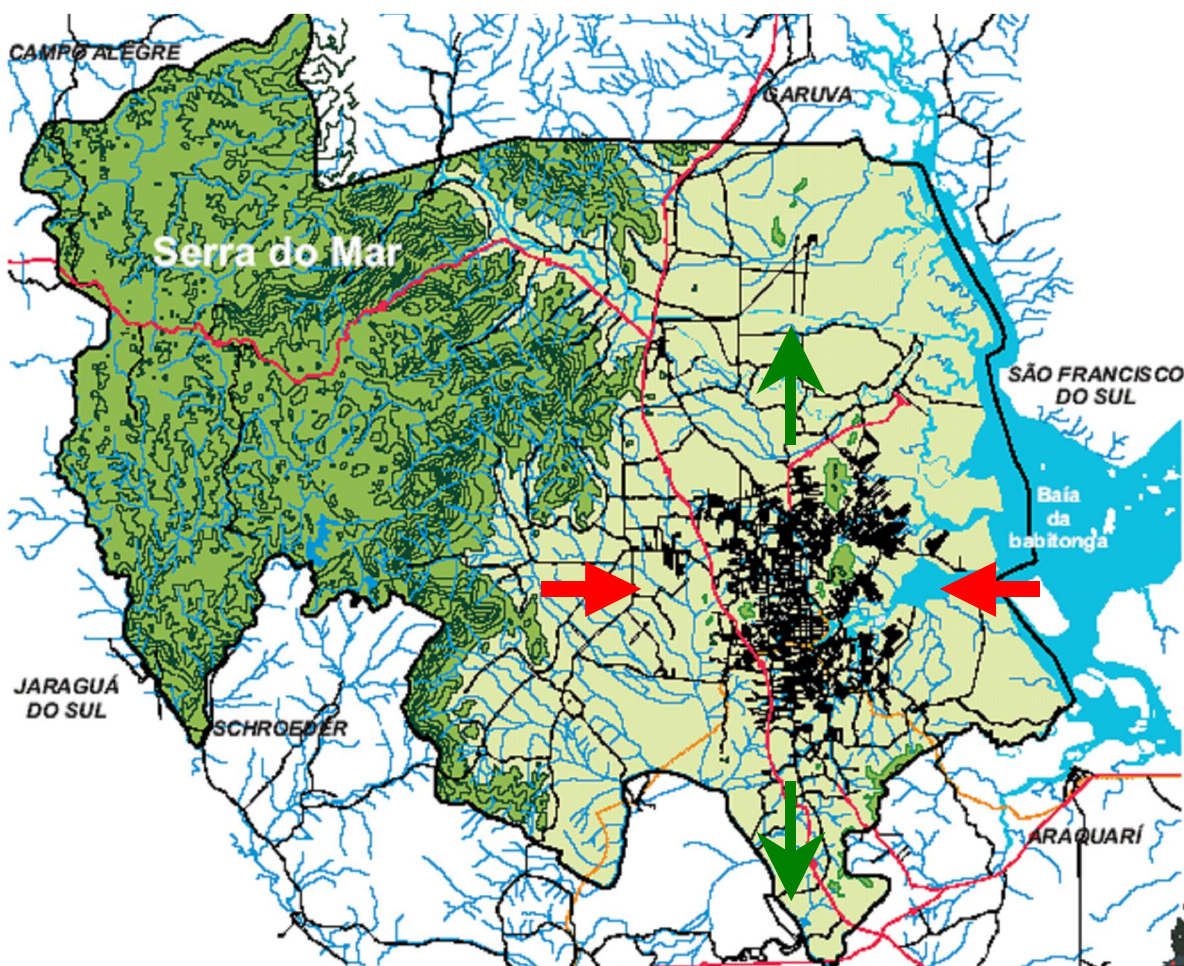 CAMPO ALEGRE
GARUVA
Serra do Mar
SÃO FRANCISCO
DO SUL
Baía
da
babitonga
JARAGUÁ
DO SUL
SCHROEDER
ARAQUARÍ